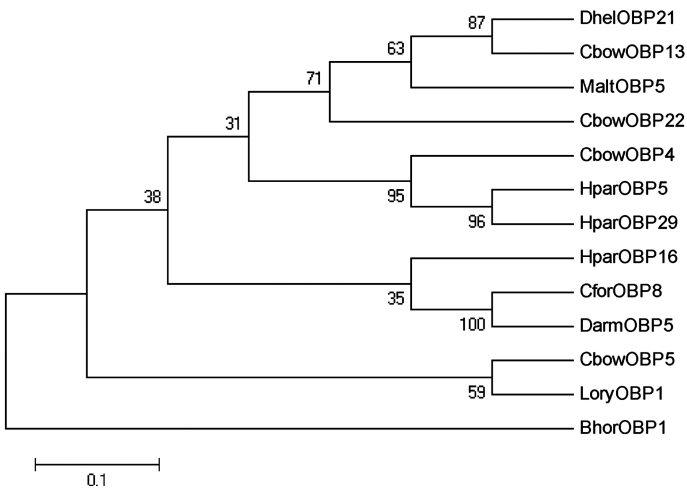 DhelOBP21
87
CbowOBP13
63
MaltOBP5
71
CbowOBP22
31
CbowOBP4
95
HparOBP5
38
96
HparOBP29
HparOBP16
35
CforOBP8
100
DarmOBP5
CbowOBP5
59
LoryOBP1
BhorOBP1
0.1